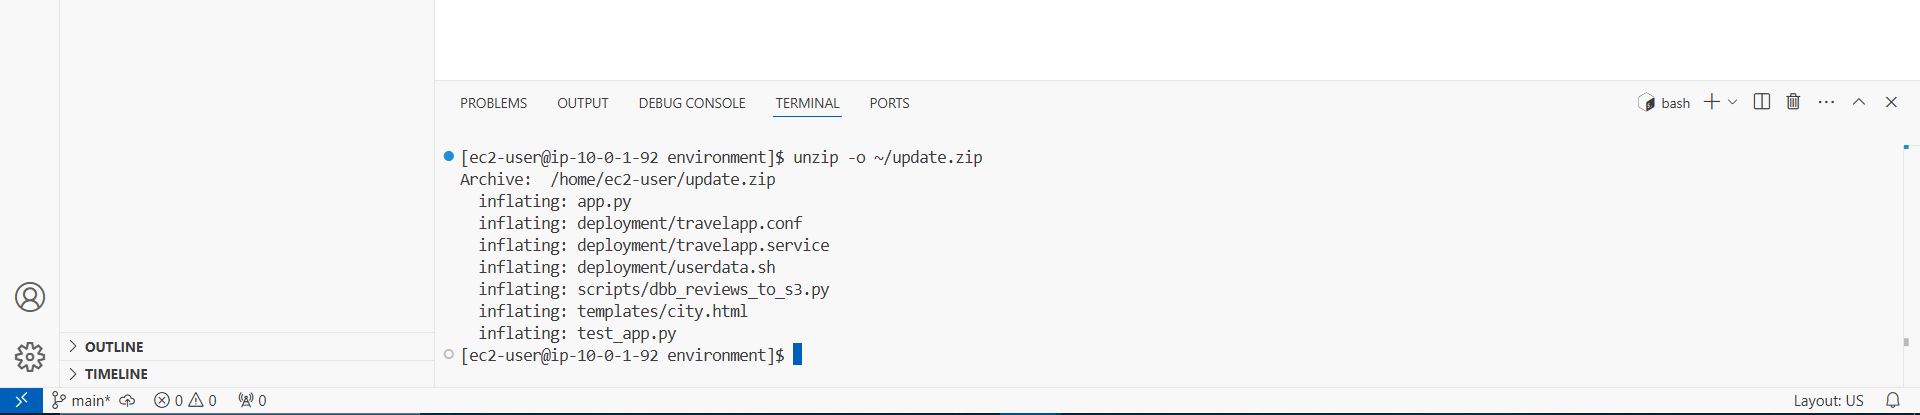 PROBLEMS OUTPUT DEBUG CONSOLE TERMINAL PORTS
bash
[ec2-user@ip-10-0-1-92 environment]$ unzip -o ~/update.zip
Archive:  /home/ec2-user/update.zip
  inflating: app.py
  inflating: deployment/travelapp.conf
  inflating: deployment/travelapp.service
  inflating: deployment/userdata.sh
  inflating: scripts/dbb_reviews_to_s3.py
  inflating: templates/city.html
  inflating: test_app.py
[ec2-user@ip-10-0-1-92 environment]$
OUTLINE
TIMELINE
main* 0 0 0 Layout: US